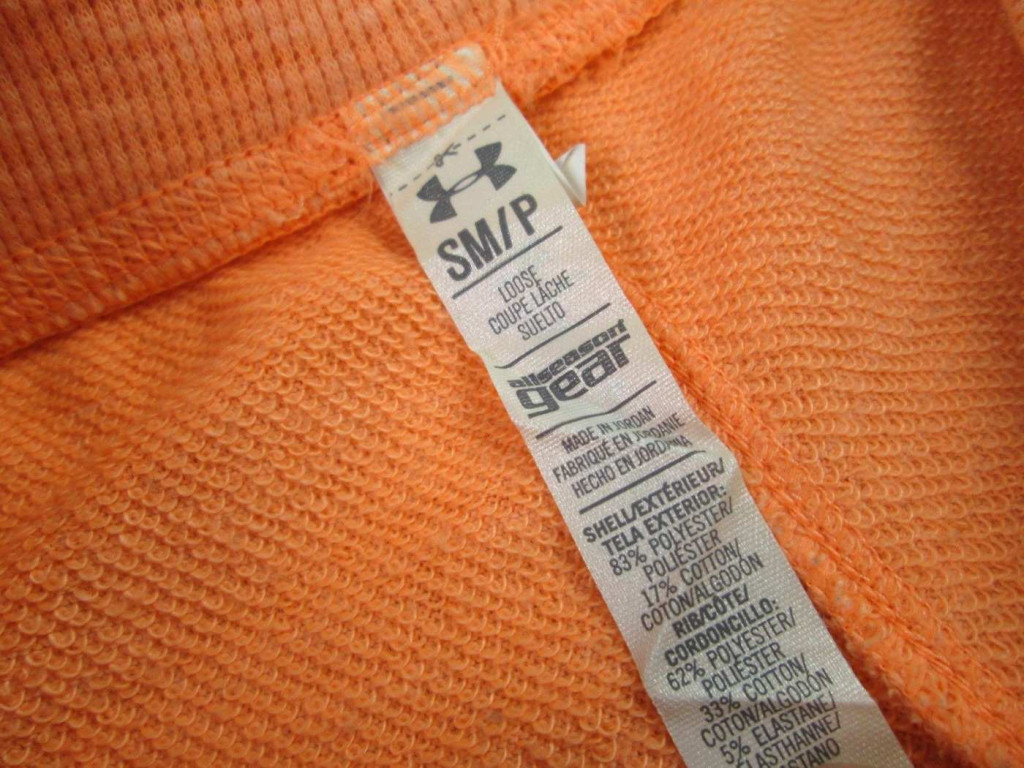 SM/P
LOOSE
COUPE LÂCHE
SUELTO
allseason
gear
MADE IN JORDAN
FABRIQUÉ EN JORDANIE
HECHO EN JORDANIA
SHELL/EXTÉRIEUR/
TELA EXTERIOR:
83% POLYESTER/
POLIÉSTER
17% COTTON/
COTON/ALGODÓN
RIB/CÔTE/
CORDONCILLO:
62% POLYESTER/
POLIÉSTER
33% COTTON/
COTON/ALGODÓN
5% ELASTANE/
LASTHANNE/
STANO